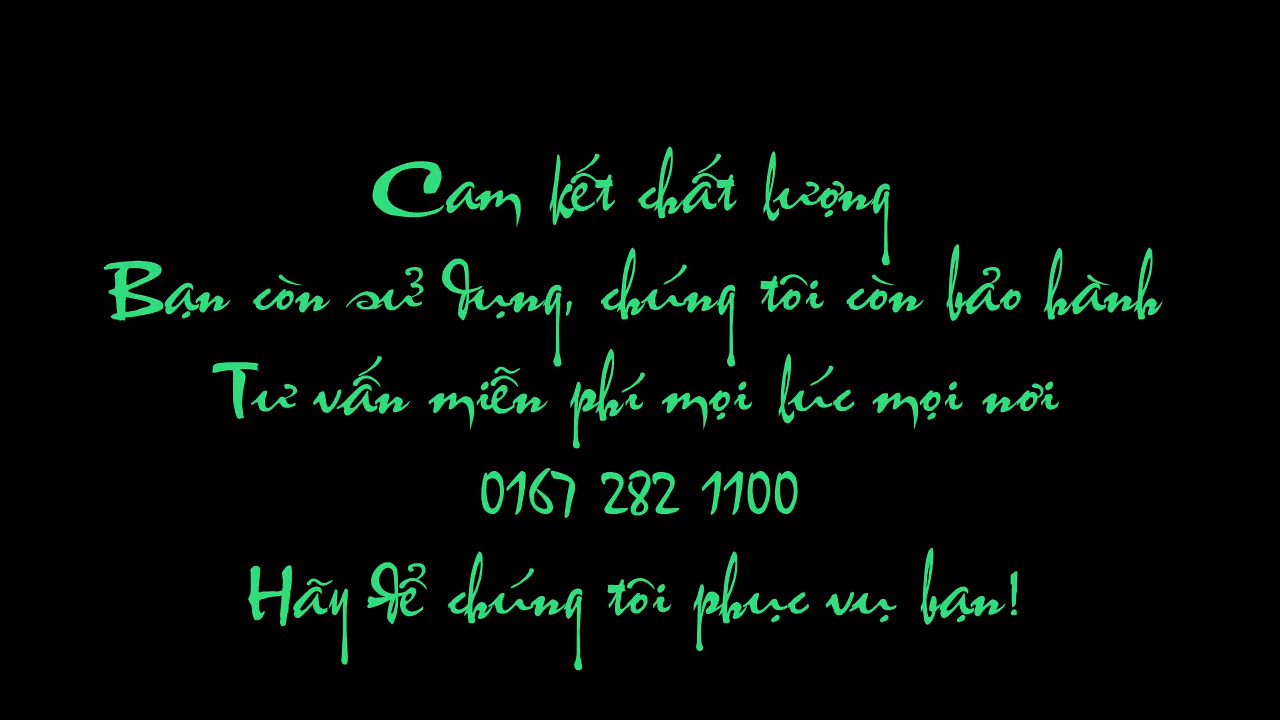 Cam kết chất lượng
Bạn còn sử dụng, chúng tôi còn bảo hành
Tư vấn miễn phí mọi lúc mọi nơi
0167 282 1100
Hãy để chúng tôi phục vụ bạn!